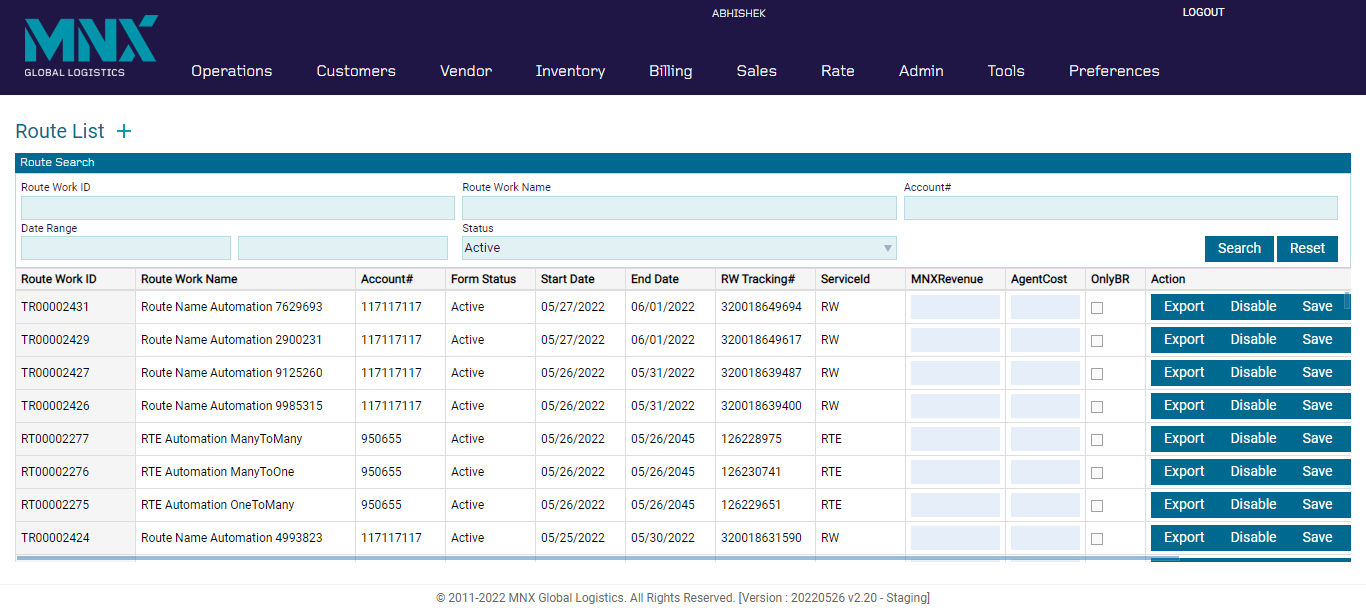 MNX
GLOBAL LOGISTICS
ABHISHEK
LOGOUT
Operations Customers Vendor Inventory Billing Sales Rate Admin Tools Preferences
Route List +
Route Search
Route Work ID Route Work Name Account#
Date Range Status
Active Search Reset
Route Work ID Route Work Name Account# Form Status Start Date End Date RW Tracking# ServiceId MNXRevenue AgentCost OnlyBR Action
TR00002431 Route Name Automation 7629693 117117117 Active 05/27/2022 06/01/2022 320018649694 RW Export Disable Save
TR00002429 Route Name Automation 2900231 117117117 Active 05/27/2022 06/01/2022 320018649617 RW Export Disable Save
TR00002427 Route Name Automation 9125260 117117117 Active 05/26/2022 05/31/2022 320018639487 RW Export Disable Save
TR00002426 Route Name Automation 9985315 117117117 Active 05/26/2022 05/31/2022 320018639400 RW Export Disable Save
RT00002277 RTE Automation ManyToMany 950655 Active 05/26/2022 05/26/2045 126228975 RTE Export Disable Save
RT00002276 RTE Automation ManyToOne 950655 Active 05/26/2022 05/26/2045 126230741 RTE Export Disable Save
RT00002275 RTE Automation OneToMany 950655 Active 05/26/2022 05/26/2045 126229651 RTE Export Disable Save
TR00002424 Route Name Automation 4993823 117117117 Active 05/25/2022 05/30/2022 320018631590 RW Export Disable Save
© 2011-2022 MNX Global Logistics. All Rights Reserved. [Version : 20220526 v2.20 - Staging]